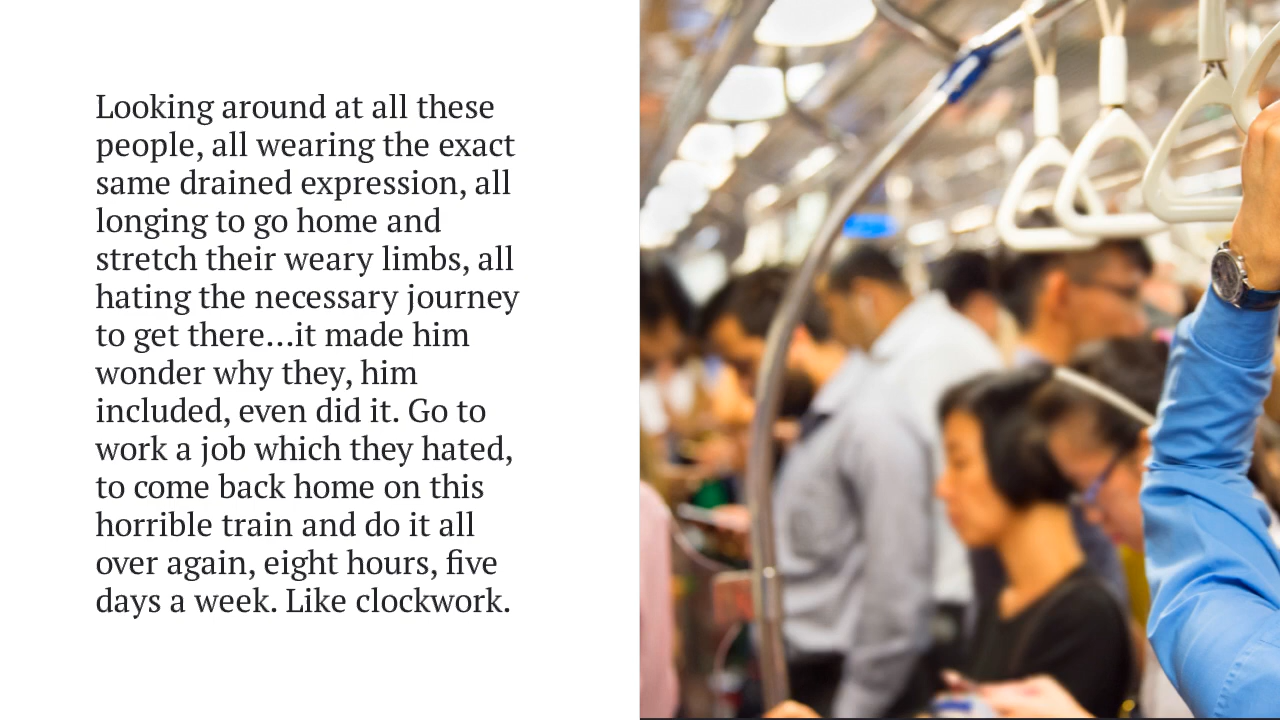 Looking around at all these
people, all wearing the exact
same drained expression, all
longing to go home and
stretch their weary limbs, all
hating the necessary journey
to get there...it made him
wonder why they, him
included, even did it. Go to
work a job which they hated,
to come back home on this
horrible train and do it all
over again, eight hours, five
days a week. Like clockwork.